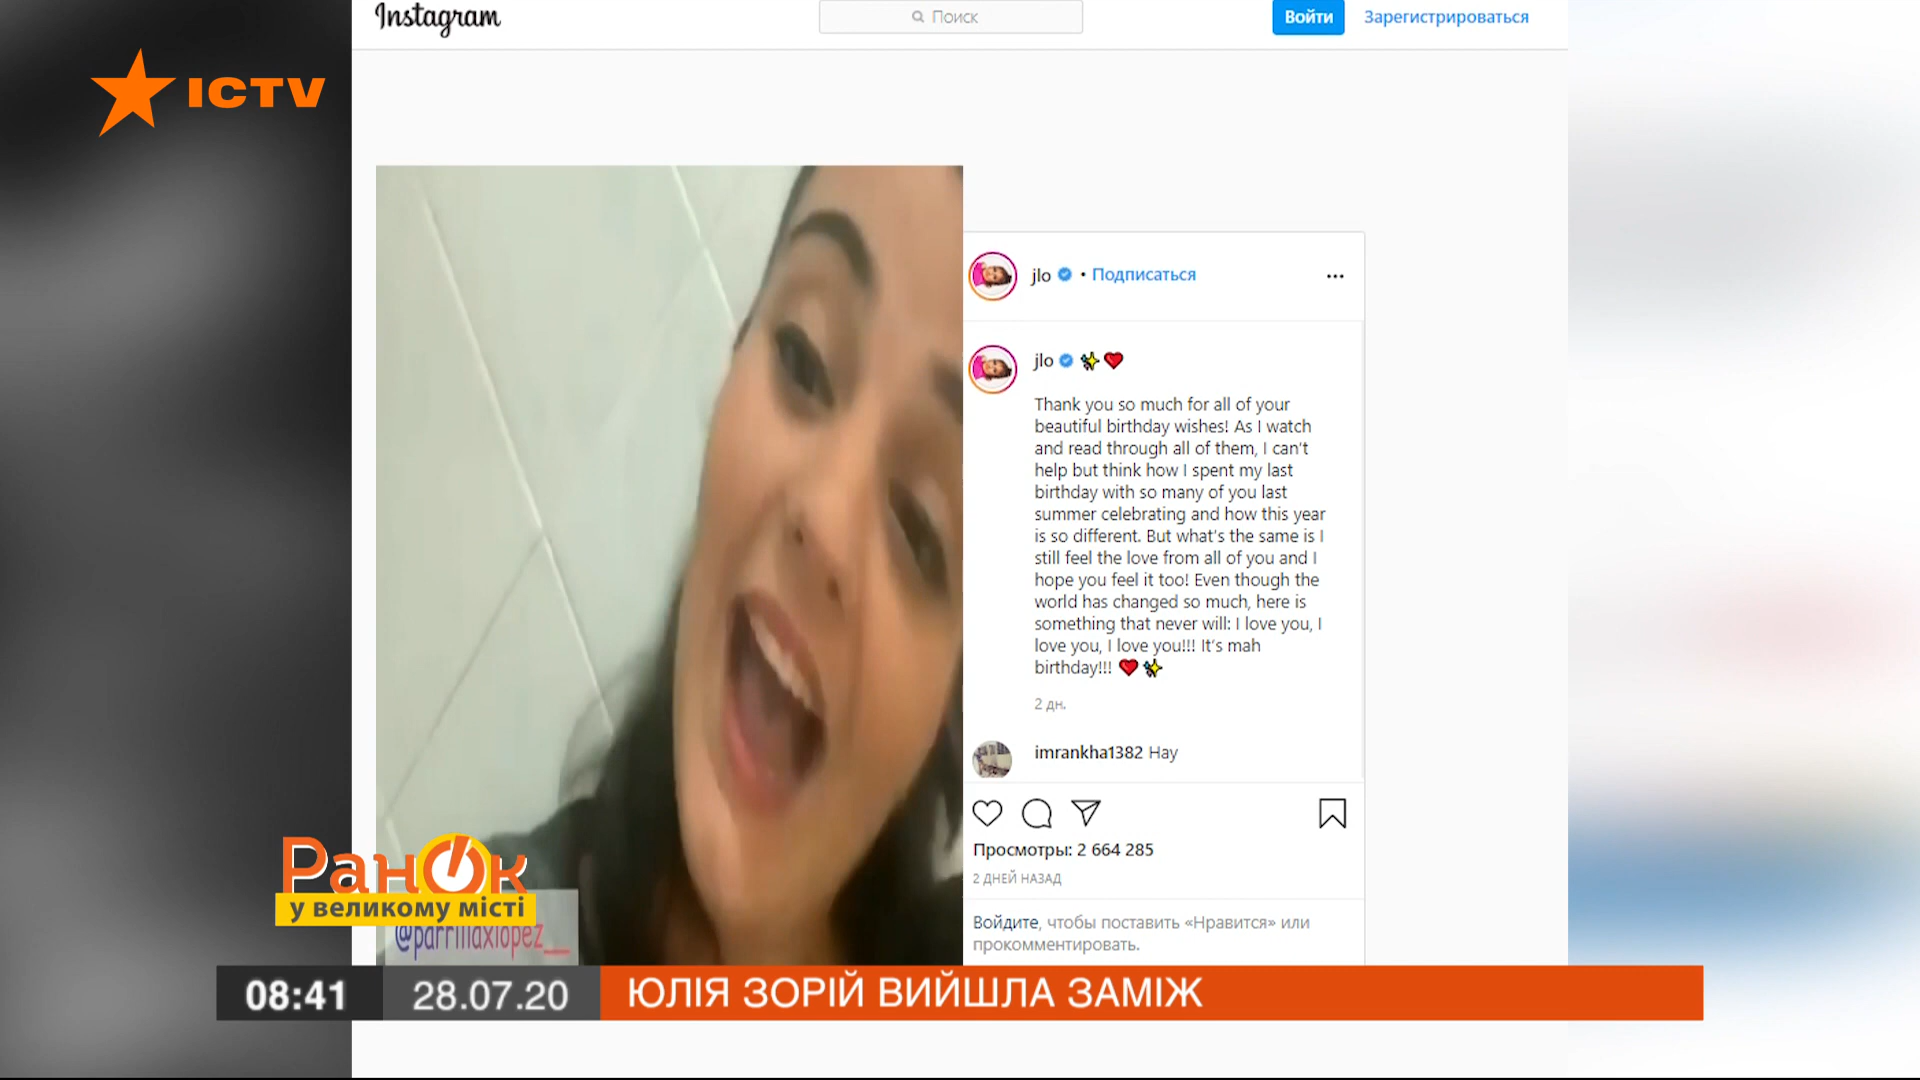 Instagram
Поиск
Войти
Зарегистрироваться
ICTV
jlo • Подписаться
jlo
Thank you so much for all of your
beautiful birthday wishes! As I watch
and read through all of them, I can't
help but think how I spent my last
birthday with so many of you last
summer celebrating and how this year
is so different. But what's the same is I
still feel the love from all of you and I
hope you feel it too! Even though the
world has changed so much, here is
something that never will: I love you, I
love you, I love you!!! It's mah
birthday!!!
2 дн.
imrankha1382 Hay
Просмотры: 2 664 285
2 ДНЕЙ НАЗАД
Войдите, чтобы поставить «Нравится» или
прокомментировать.
Ранок
у великому місті
@parrillaxlopez__
08:41
28.07.20
ЮЛІЯ ЗОРІЙ ВИЙШЛА ЗАМІЖ